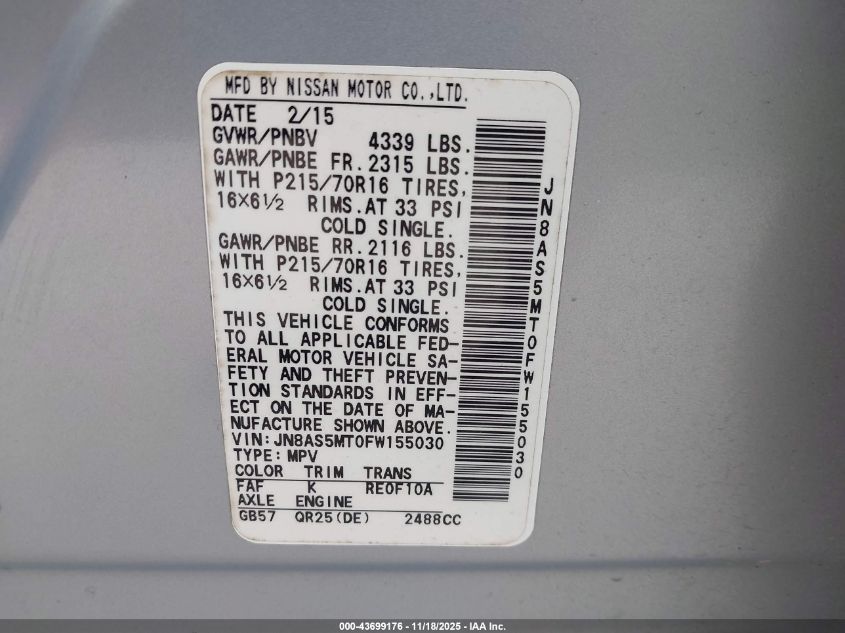 MFD BY NISSAN MOTOR CO.,LTD.
DATE 2/15
GVWR/PNBV 4339 LBS.
GAWR/PNBE FR. 2315 LBS.
WITH P215/70R16 TIRES,
16×6½ RIMS. AT 33 PSI
COLD SINGLE.
GAWR/PNBE RR. 2116 LBS.
WITH P215/70R16 TIRES,
16×6½ RIMS. AT 33 PSI
COLD SINGLE.
THIS VEHICLE CONFORMS
TO ALL APPLICABLE FED-
ERAL MOTOR VEHICLE SA-
FETY AND THEFT PREVEN-
TION STANDARDS IN EFF-
ECT ON THE DATE OF MA-
NUFACTURE SHOWN ABOVE.
VIN:JN8AS5MT0FW155030
TYPE:MPV
COLOR TRIM TRANS
FAF K RE0F10A
AXLE ENGINE
GB57 QR25(DE) 2488CC
JN8AS5MT0FW155030
000-43699176 - 11/18/2025 - IAA Inc.